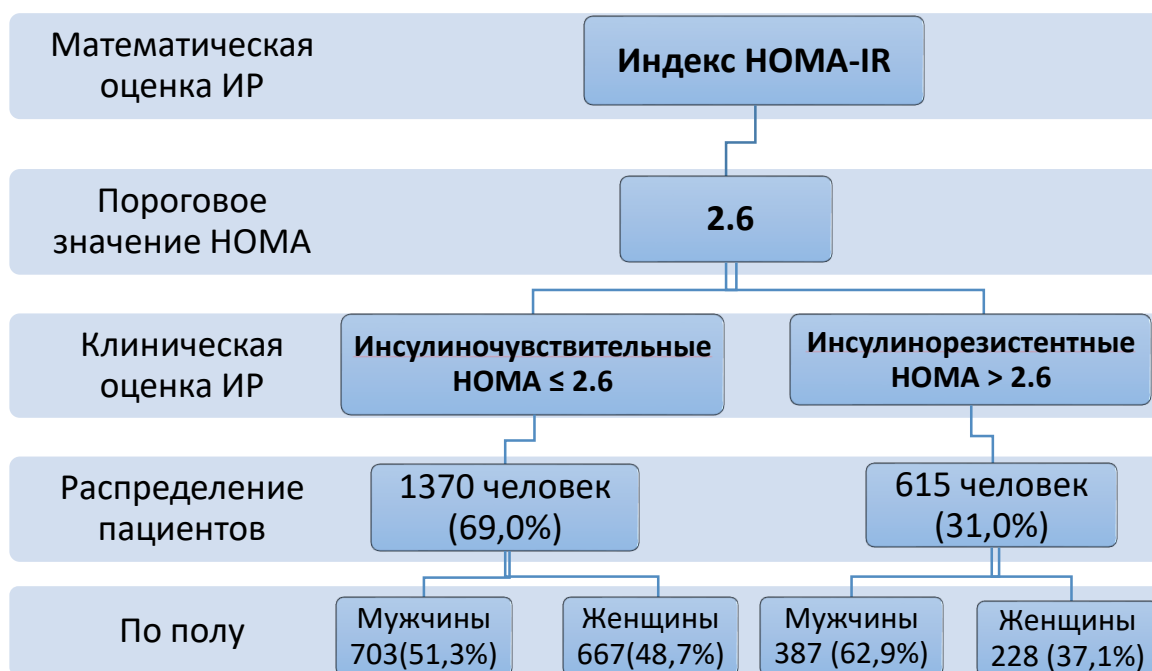 Математическая
оценка ИР
Индекс HOMA-IR
Пороговое
значение HOMA
2.6
Клиническая
оценка ИР
Инсулиночувствительные
HOMA ≤ 2.6
Инсулинорезистентные
HOMA > 2.6
Распределение
пациентов
1370 человек
(69,0%)
615 человек
(31,0%)
По полу
Мужчины
703(51,3%)
Женщины
667(48,7%)
Мужчины
387 (62,9%)
Женщины
228 (37,1%)